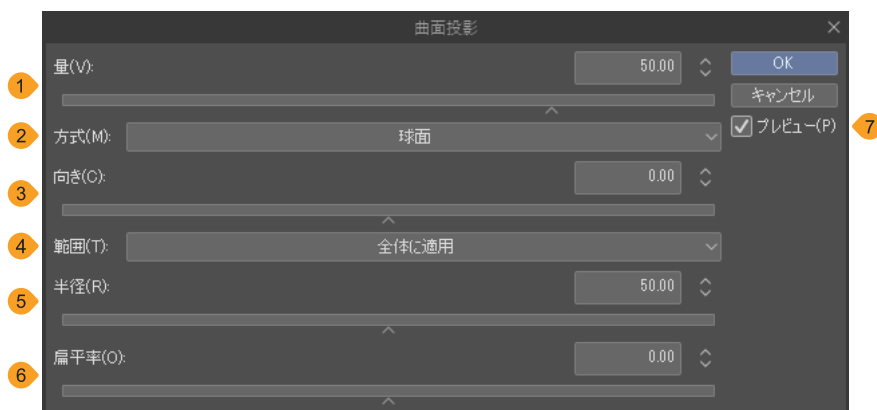 曲面投影
1
量(V):
50.00
OK
キャンセル
2
方式(M):
球面
プレビュー(P)
7
3
向き(C):
0.00
4
範囲(T):
全体に適用
5
半径(R):
50.00
6
扁平率(O):
0.00